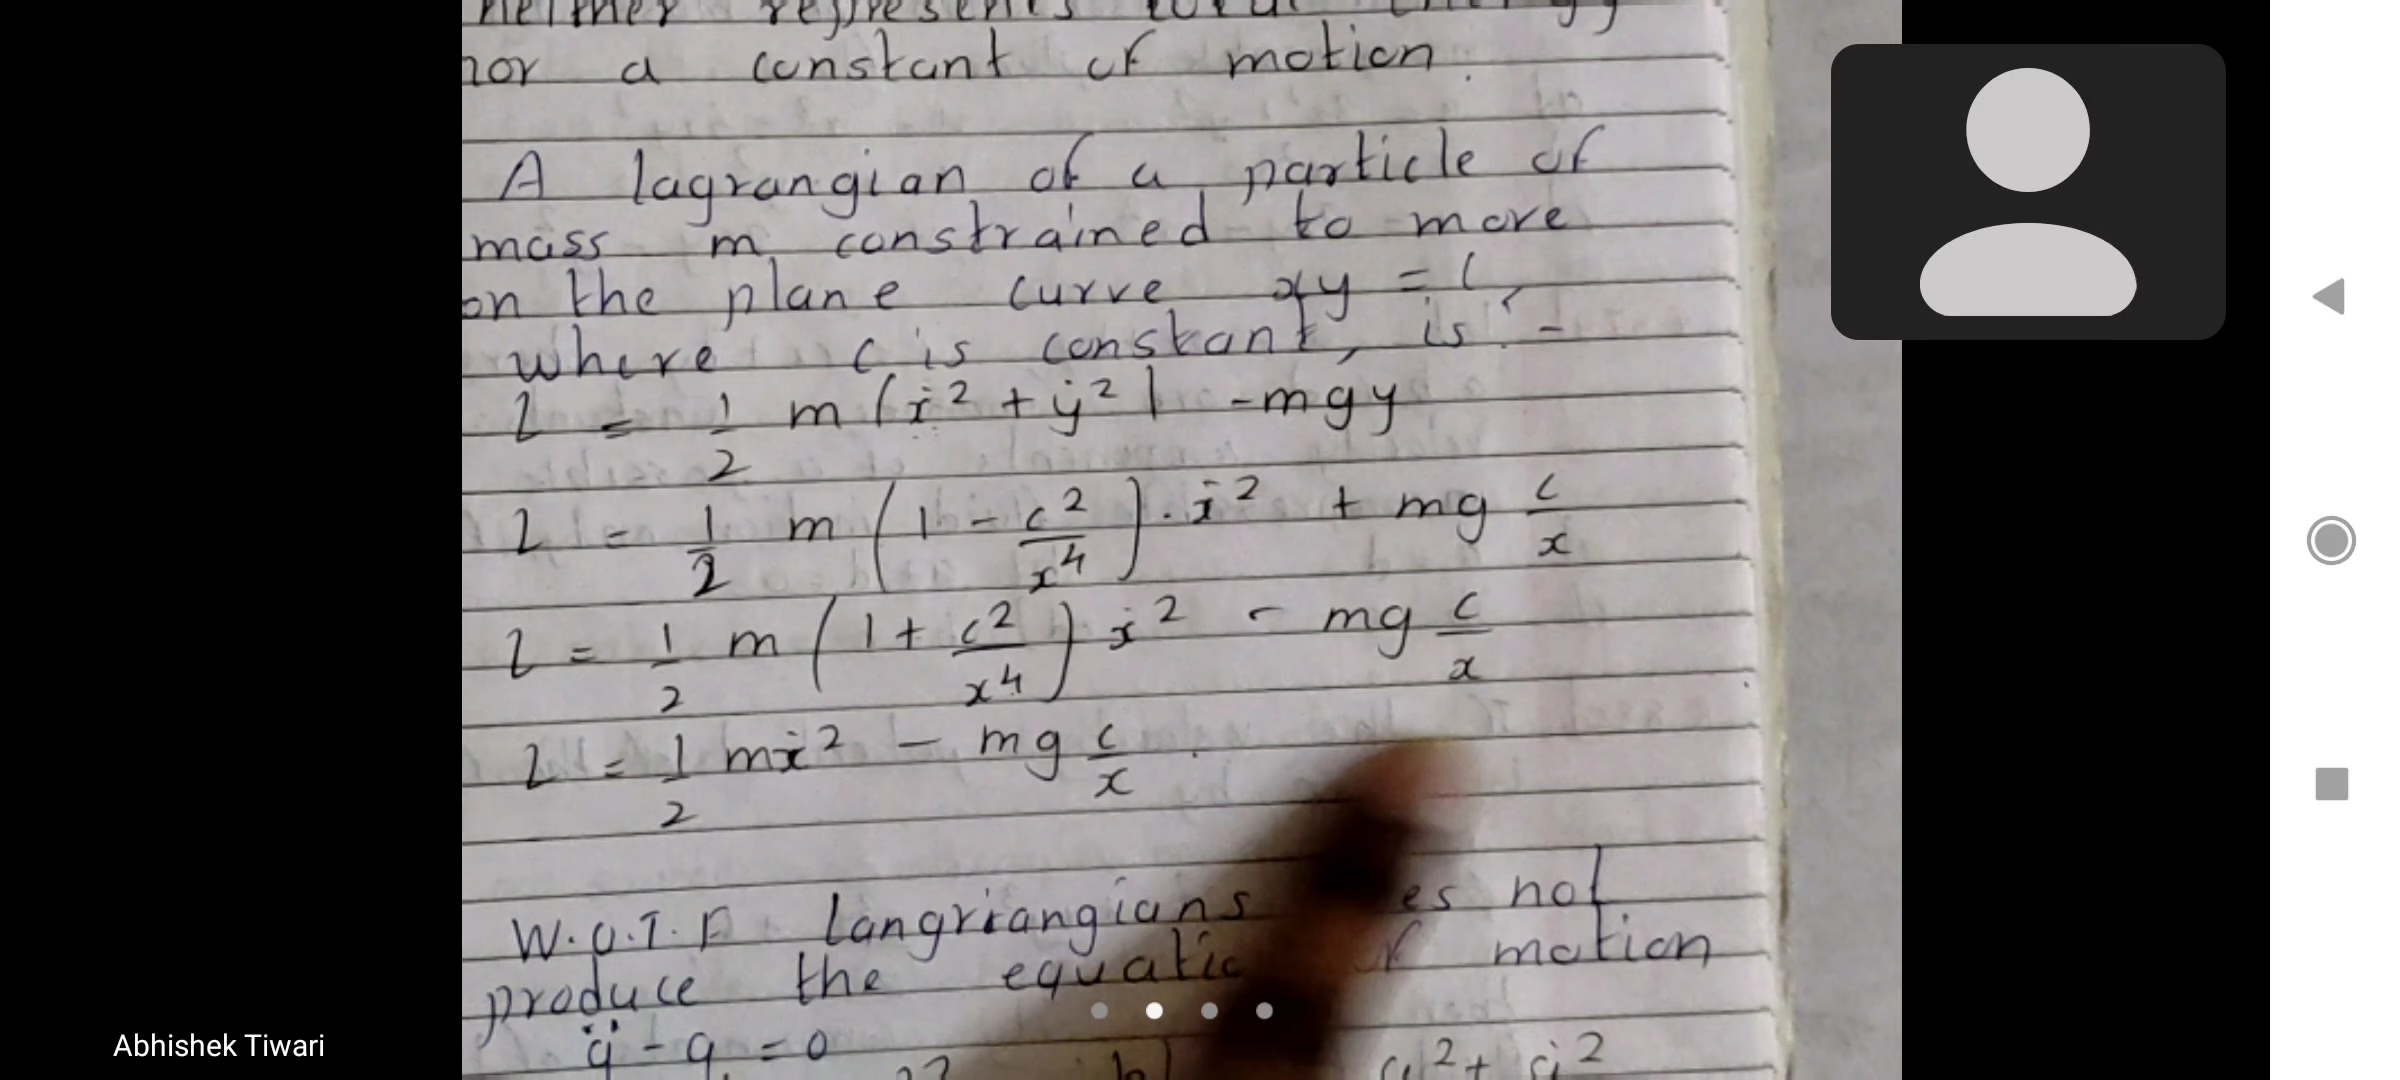 nor a constant of motion.
A lagrangian of a particle of
mass m constrained to move
on the plane curve xy = c,
where c is constant, is :-
L = 1/2 m (ẋ² + ẏ²) - mgy
L = 1/2 m (1 - c²/x⁴) . ẋ² + mg c/x
L = 1/2 m (1 + c²/x⁴) ẋ² - mg c/x
L = 1/2 mẋ² - mg c/x .
W.O.T.F Langriangians not
produce the motion
q̈ - q = 0
Abhishek Tiwari